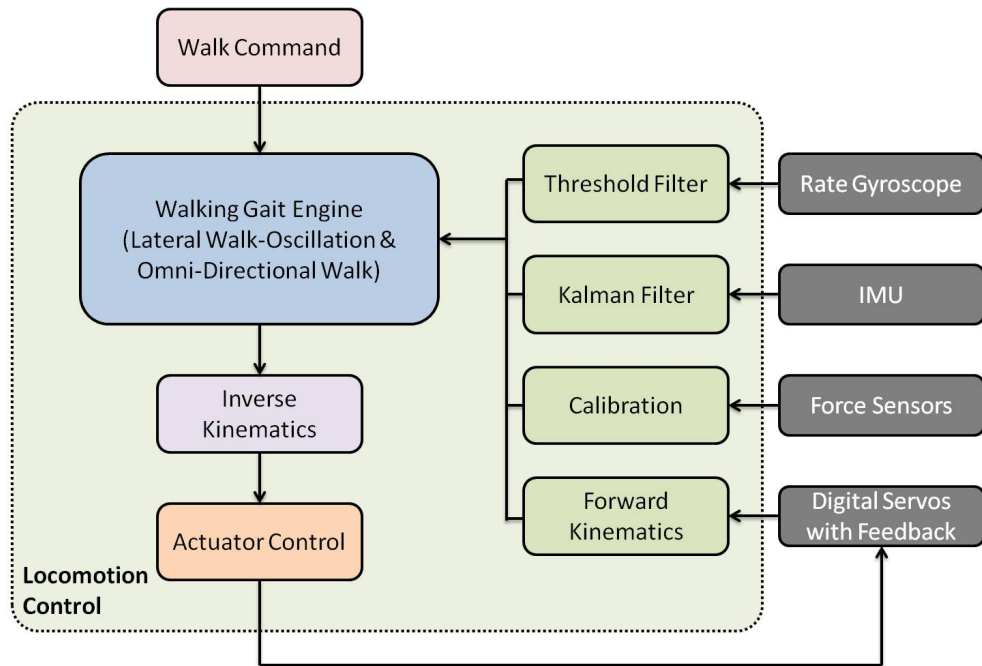 Walk Command
Walking Gait Engine
(Lateral Walk-Oscillation &
Omni-Directional Walk)
Inverse
Kinematics
Actuator Control
Locomotion
Control
Threshold Filter
Kalman Filter
Calibration
Forward
Kinematics
Rate Gyroscope
IMU
Force Sensors
Digital Servos
with Feedback